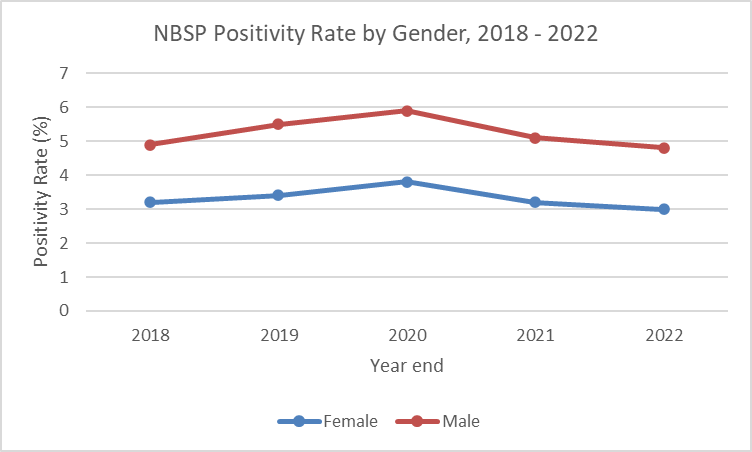 NBSP Positivity Rate by Gender, 2018 - 2022
7
6
5
4
3
2
1
0
Positivity Rate (%)
2018 2019 2020 2021 2022
Year end
Female Male